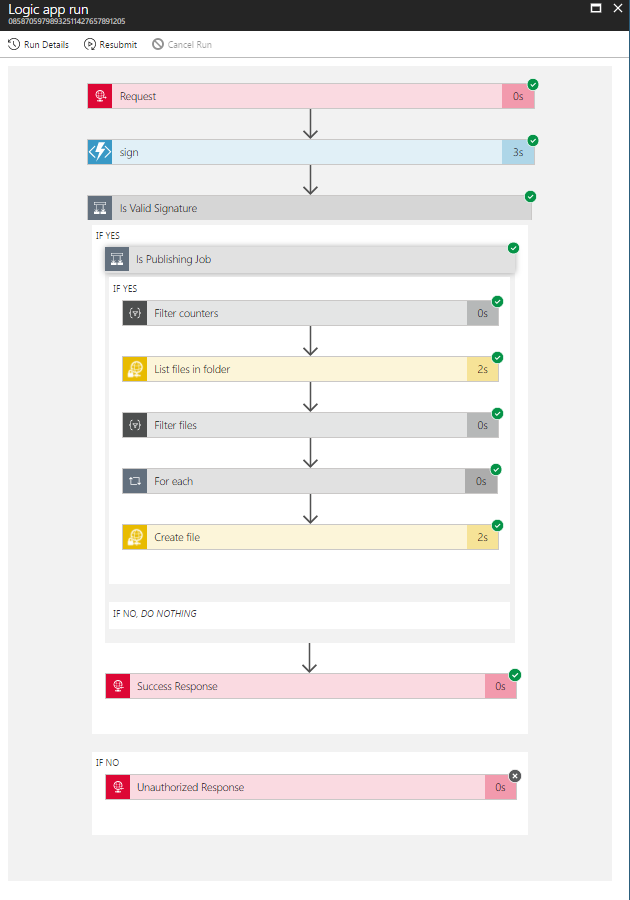 Logic app run
08587059798932511427657891205
Run Details Resubmit Cancel Run
Request 0s
sign 3s
Is Valid Signature
IF YES
Is Publishing Job
IF YES
Filter counters 0s
List files in folder 2s
Filter files 0s
For each 0s
Create file 2s
IF NO, DO NOTHING
Success Response 0s
IF NO
Unauthorized Response 0s